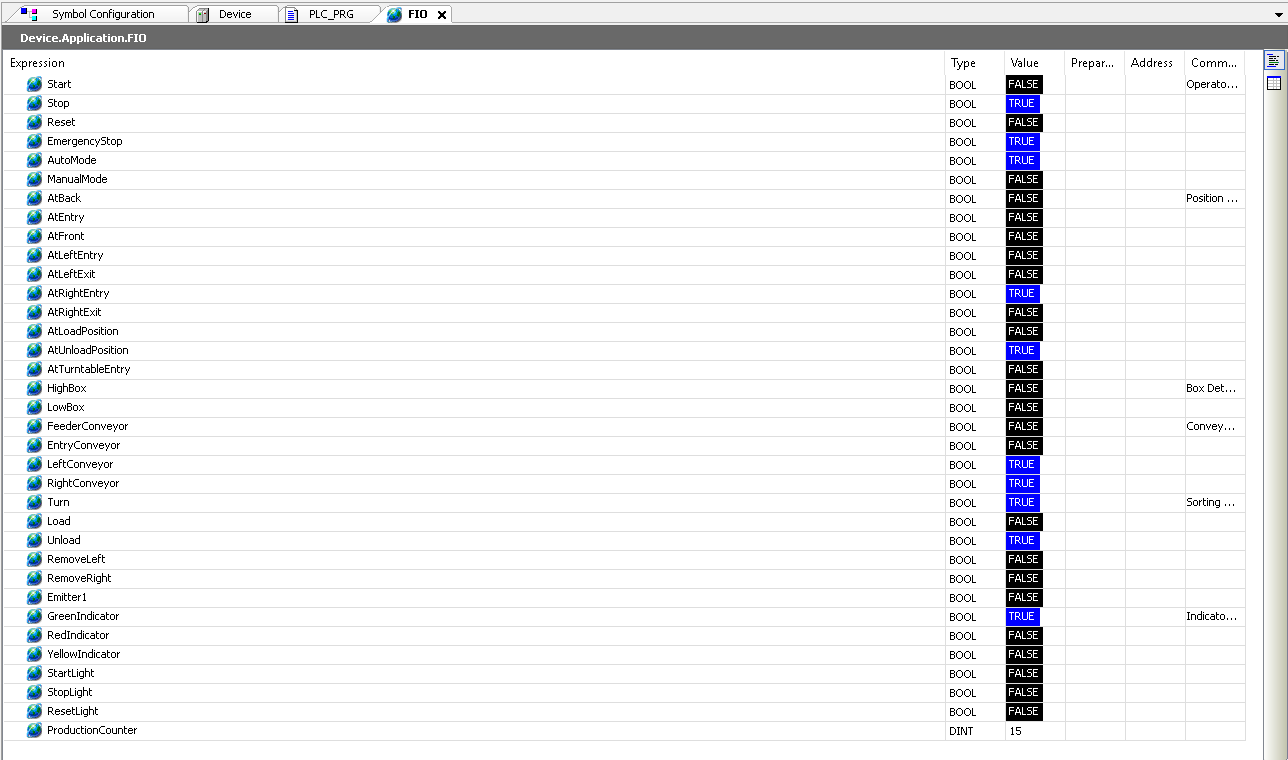 Symbol Configuration Device PLC_PRG FIO
Device.Application.FIO
Expression Type Value Prepar... Address Comm...
Start BOOL FALSE Operato...
Stop BOOL TRUE
Reset BOOL FALSE
EmergencyStop BOOL TRUE
AutoMode BOOL TRUE
ManualMode BOOL FALSE
AtBack BOOL FALSE Position ...
AtEntry BOOL FALSE
AtFront BOOL FALSE
AtLeftEntry BOOL FALSE
AtLeftExit BOOL FALSE
AtRightEntry BOOL TRUE
AtRightExit BOOL FALSE
AtLoadPosition BOOL FALSE
AtUnloadPosition BOOL TRUE
AtTurntableEntry BOOL FALSE
HighBox BOOL FALSE Box Det...
LowBox BOOL FALSE
FeederConveyor BOOL FALSE Convey...
EntryConveyor BOOL FALSE
LeftConveyor BOOL TRUE
RightConveyor BOOL TRUE
Turn BOOL TRUE Sorting ...
Load BOOL FALSE
Unload BOOL TRUE
RemoveLeft BOOL FALSE
RemoveRight BOOL FALSE
Emitter1 BOOL FALSE
GreenIndicator BOOL TRUE Indicato...
RedIndicator BOOL FALSE
YellowIndicator BOOL FALSE
StartLight BOOL FALSE
StopLight BOOL FALSE
ResetLight BOOL FALSE
ProductionCounter DINT 15